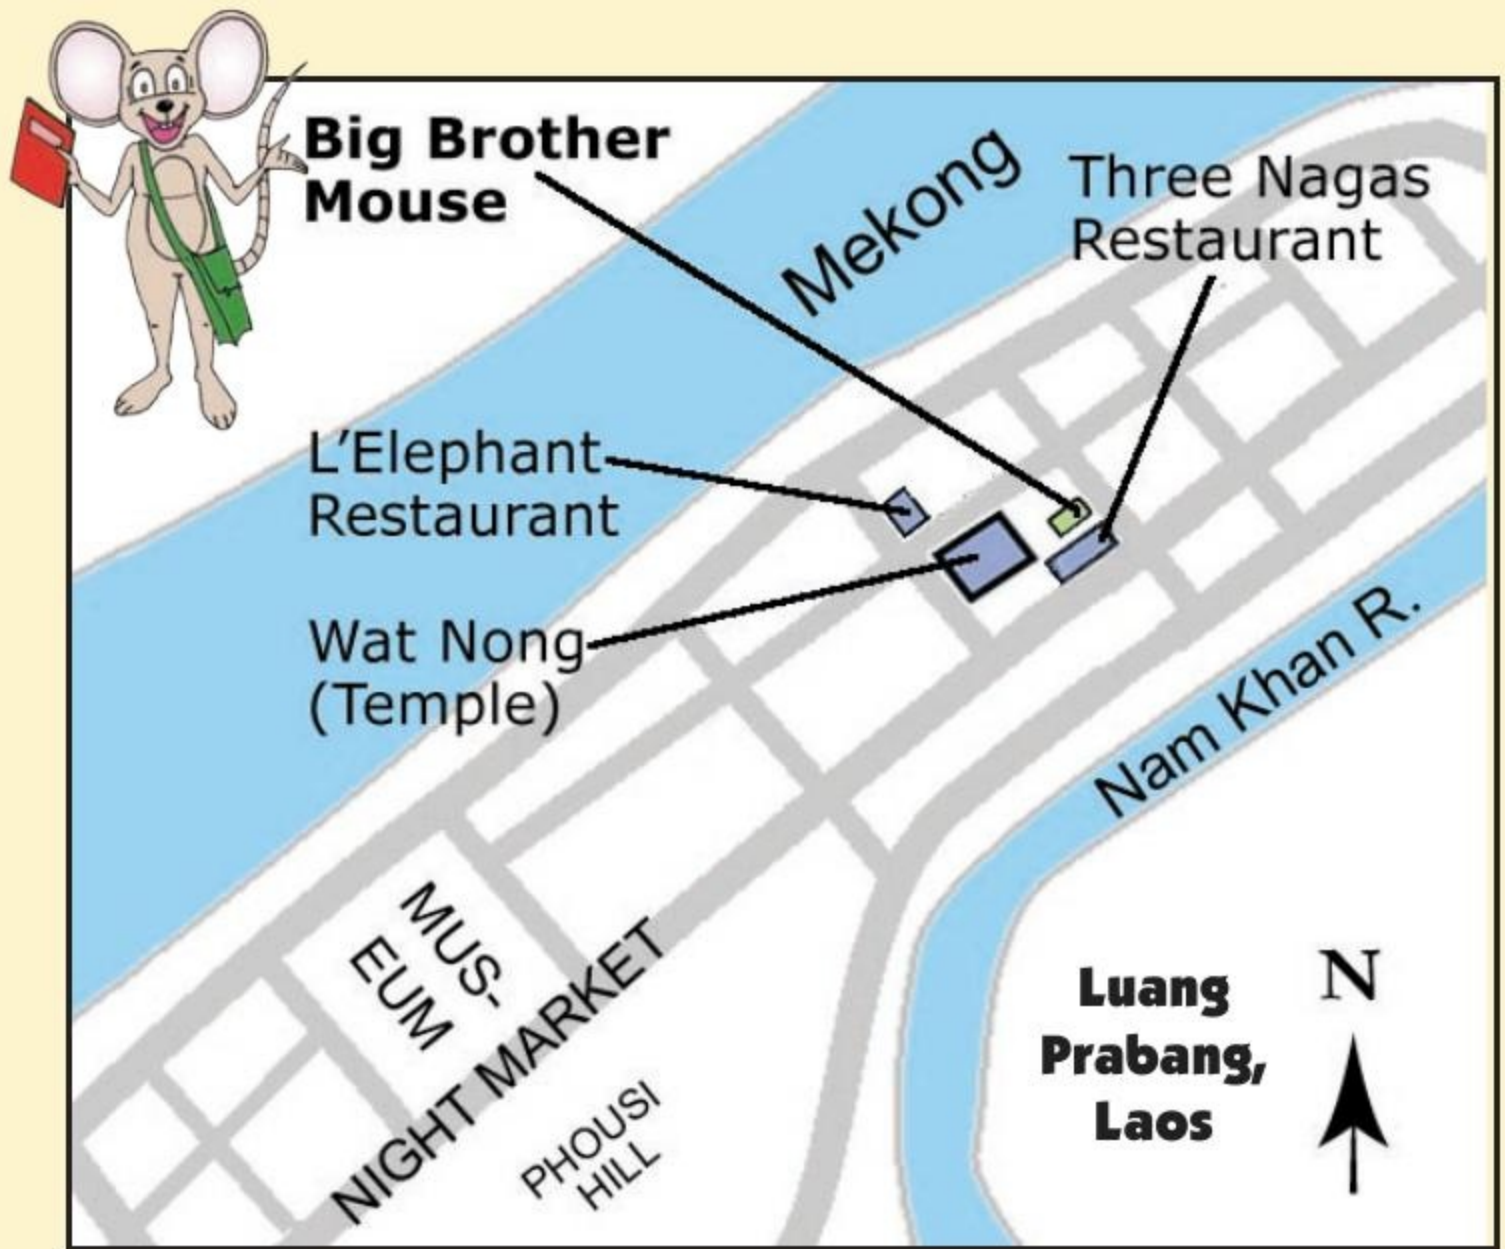 Big Brother
Mouse
Mekong
Three Nagas
Restaurant
L'Elephant
Restaurant
Wat Nong
(Temple)
Nam Khan R.
MUS-
EUM
NIGHT MARKET
PHOUSI
HILL
Luang
Prabang,
Laos
N